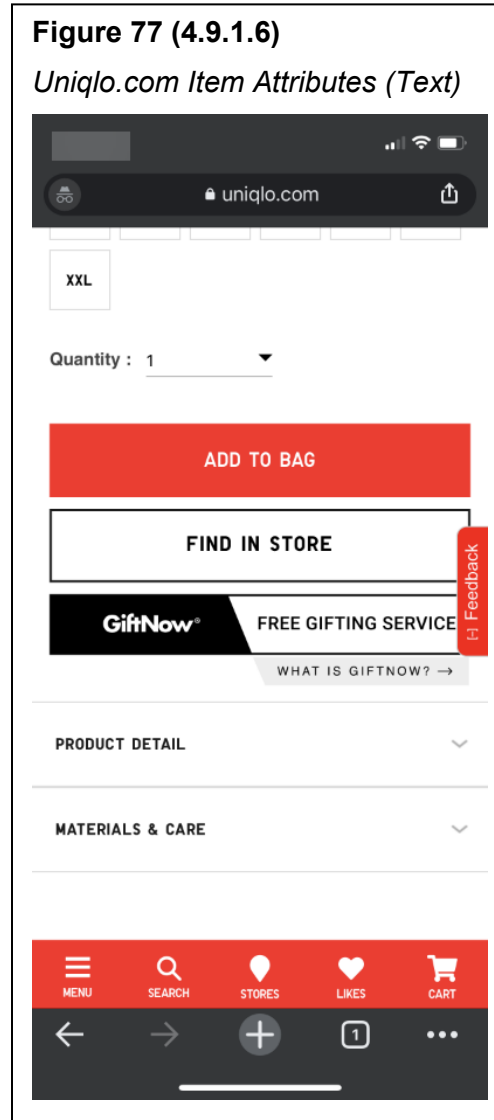 Figure 77 (4.9.1.6)
Uniqlo.com Item Attributes (Text)
uniqlo.com
XXL
Quantity : 1
ADD TO BAG
FIND IN STORE
[-] Feedback
GiftNow® FREE GIFTING SERVICE
WHAT IS GIFTNOW? →
PRODUCT DETAIL
MATERIALS & CARE
MENU SEARCH STORES LIKES CART
1